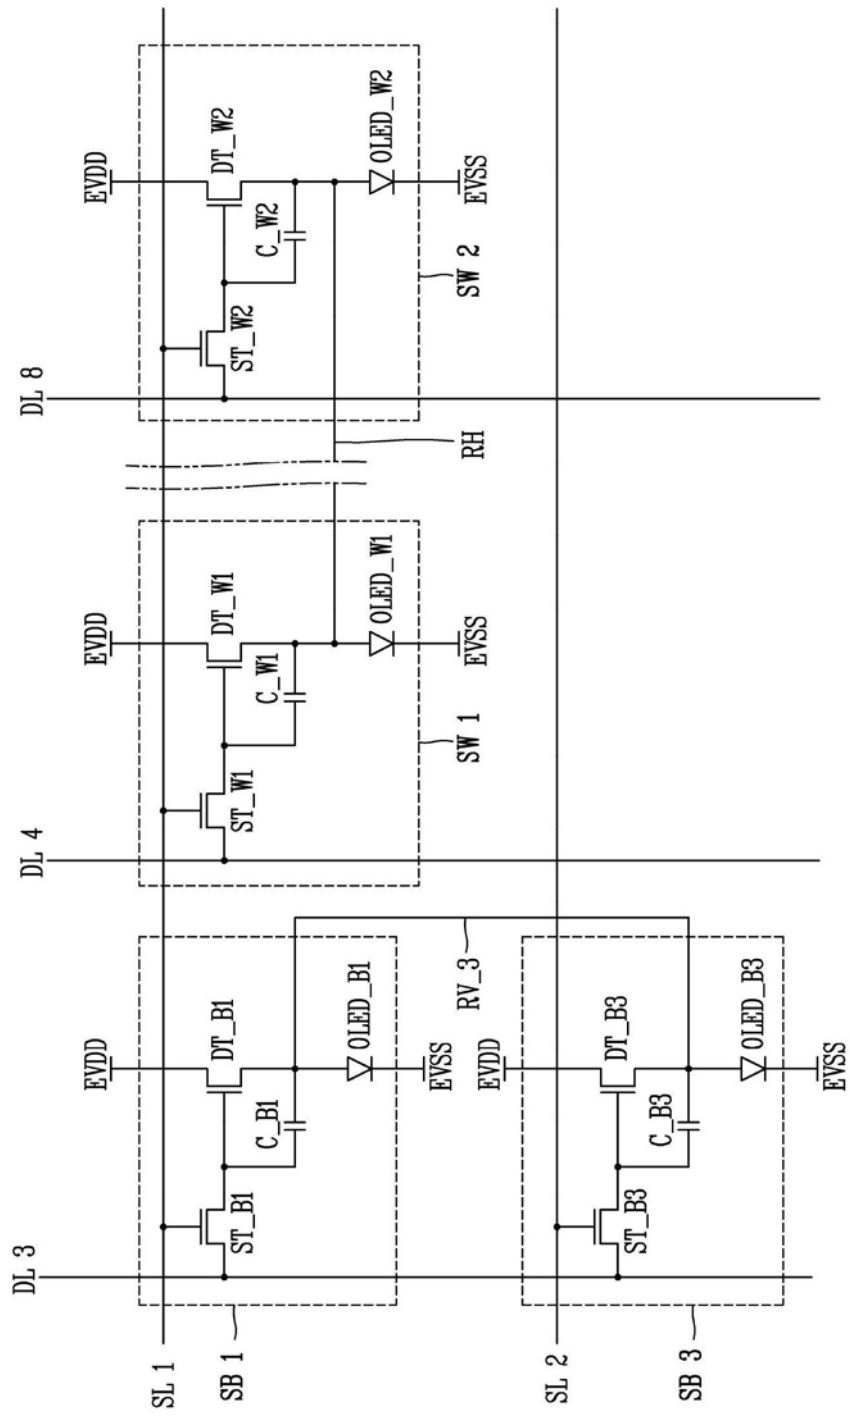 DL 3
DL 4
DL 8
EVDD
EVDD
EVDD
SL 1
DT_B1
DT_W1
DT_W2
SB 1
ST_B1
ST_W1
ST_W2
C_B1
C_W1
C_W2
OLED_B1
OLED_W1
OLED_W2
EVSS
EVSS
EVSS
RV_3
SW 1
RH
SW 2
EVDD
SL 2
DT_B3
ST_B3
C_B3
SB 3
OLED_B3
EVSS